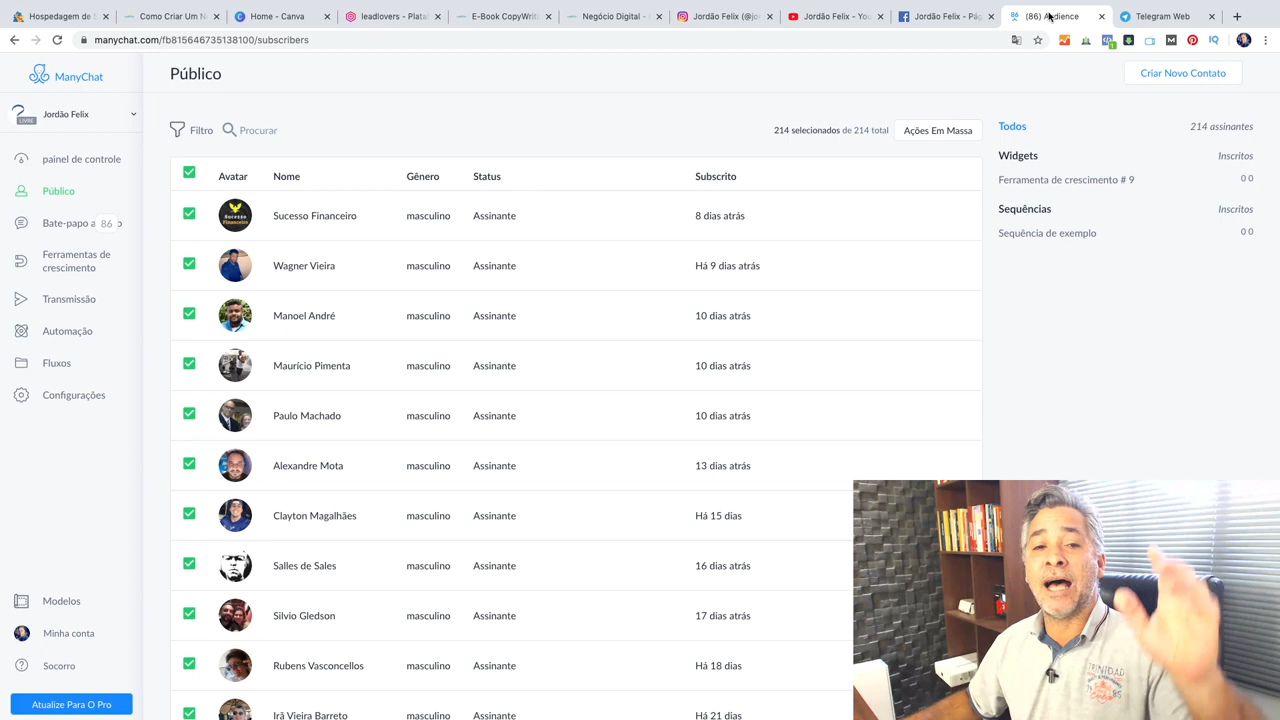 Hospedagem de S
Como Criar Um N
Home - Canva
leadlovers - Plata
E-Book CopyWrit
Negócio Digital -
Jordão Felix (@jor
Jordão Felix - You
Jordão Felix - Pág
(86) Audience
Telegram Web
manychat.com/fb815646735138100/subscribers
ManyChat
Público
Criar Novo Contato
Jordão Felix
LIVRE
Filtro
Procurar
214 selecionados de 214 total
Ações Em Massa
Todos
214 assinantes
painel de controle
Público
Bate-papo a
86
Ferramentas de
crescimento
Transmissão
Automação
Fluxos
Configurações
Modelos
Minha conta
Socorro
Atualize Para O Pro
Avatar Nome Gênero Status Subscrito
Sucesso Financeiro masculino Assinante 8 dias atrás
Wagner Vieira masculino Assinante Há 9 dias atrás
Manoel André masculino Assinante 10 dias atrás
Maurício Pimenta masculino Assinante 10 dias atrás
Paulo Machado masculino Assinante 10 dias atrás
Alexandre Mota masculino Assinante 13 dias atrás
Clayton Magalhães masculino Assinante Há 15 dias
Salles de Sales masculino Assinante 16 dias atrás
Silvio Gledson masculino Assinante 17 dias atrás
Rubens Vasconcellos masculino Assinante Há 18 dias
Irã Vieira Barreto masculino Assinante Há 21 dias
Widgets Inscritos
Ferramenta de crescimento # 9 0 0
Sequências Inscritos
Sequência de exemplo 0 0
TRINIDAD